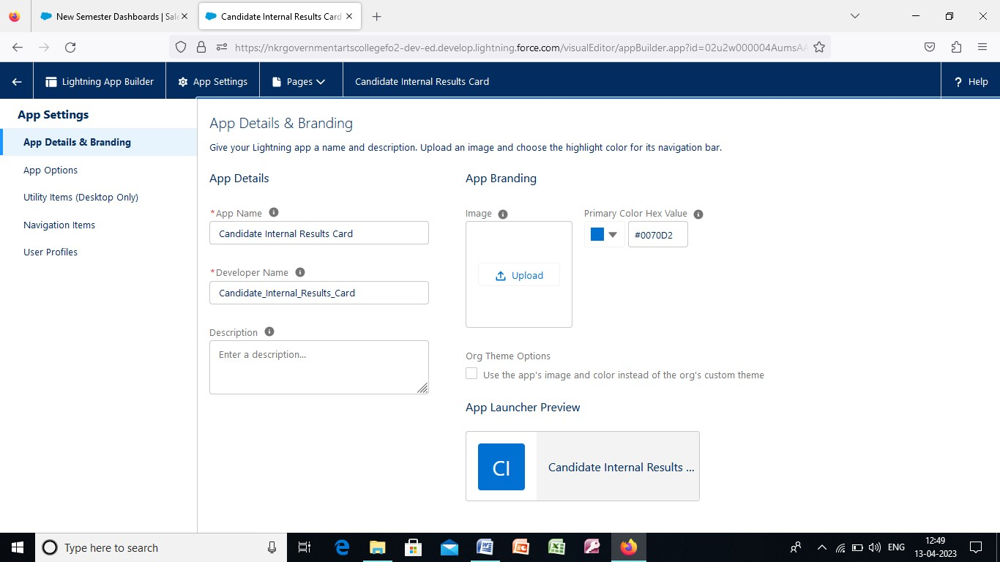 New Semester Dashboards | Sale
Candidate Internal Results Card
https://nkrgovernmentartscollegefo2-dev-ed.develop.lightning.force.com/visualEditor/appBuilder.app?id=02u2w000004AumsAA
Lightning App Builder
App Settings
Pages
Candidate Internal Results Card
? Help
App Settings
App Details & Branding
App Options
Utility Items (Desktop Only)
Navigation Items
User Profiles
App Details & Branding
Give your Lightning app a name and description. Upload an image and choose the highlight color for its navigation bar.
App Details
*App Name
Candidate Internal Results Card
*Developer Name
Candidate_Internal_Results_Card
Description
Enter a description...
App Branding
Image
Upload
Primary Color Hex Value
#0070D2
Org Theme Options
Use the app's image and color instead of the org's custom theme
App Launcher Preview
CI
Candidate Internal Results ...
Type here to search
ENG
12:49
13-04-2023